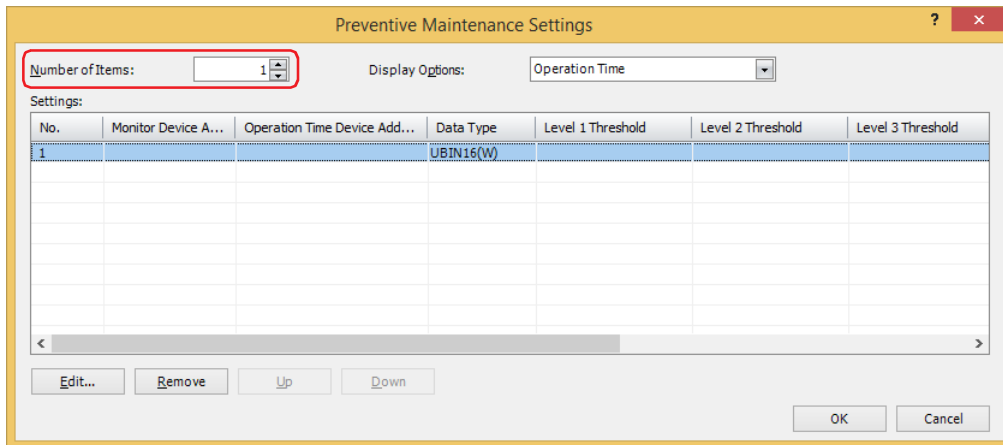 Preventive Maintenance Settings ? ×
Number of Items: 1 Display Options: Operation Time
Settings:
No. Monitor Device A... Operation Time Device Add... Data Type Level 1 Threshold Level 2 Threshold Level 3 Threshold
1 UBIN16(W)
Edit... Remove Up Down
OK Cancel